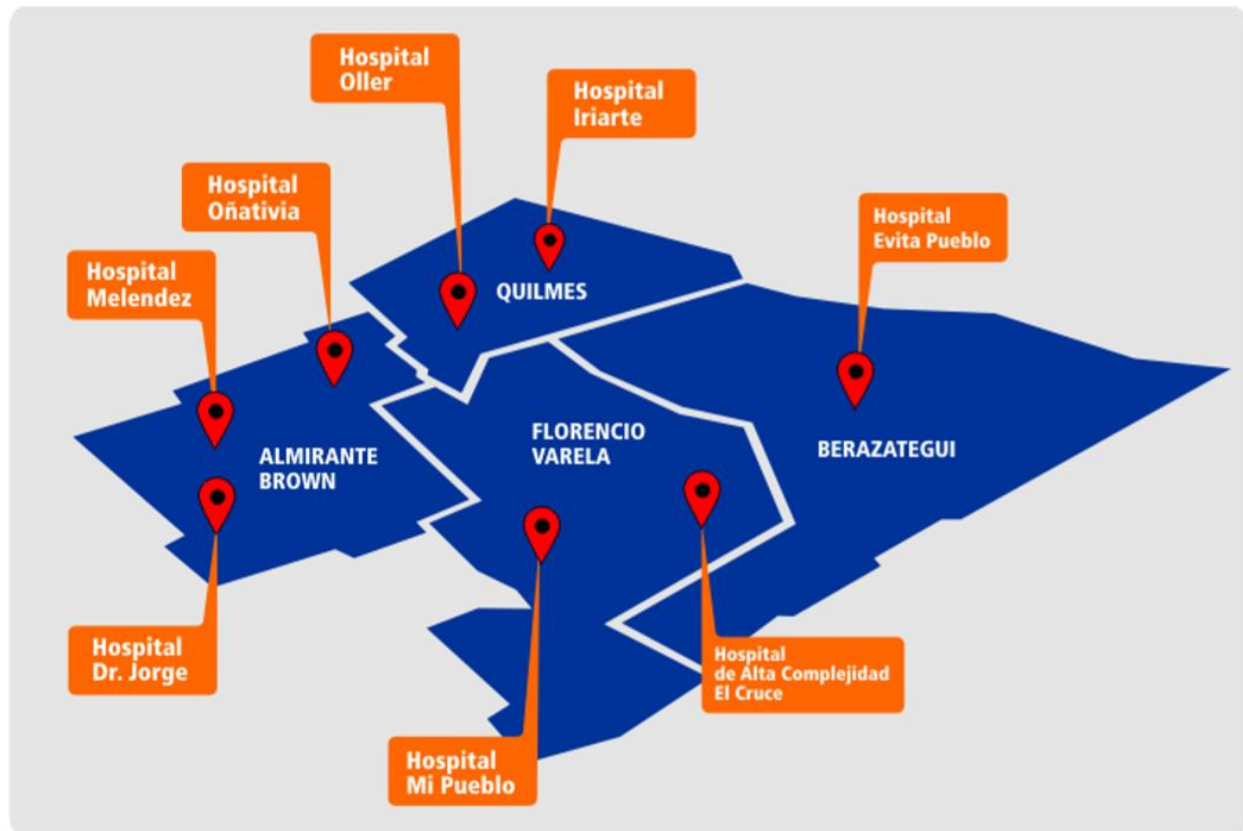 Hospital
Oller
Hospital
Iriarte
Hospital
Oñativia
Hospital
Evita Pueblo
Hospital
Melendez
QUILMES
FLORENCIO
VARELA
ALMIRANTE
BROWN
BERAZATEGUI
Hospital
Dr. Jorge
Hospital
de Alta Complejidad
El Cruce
Hospital
Mi Pueblo